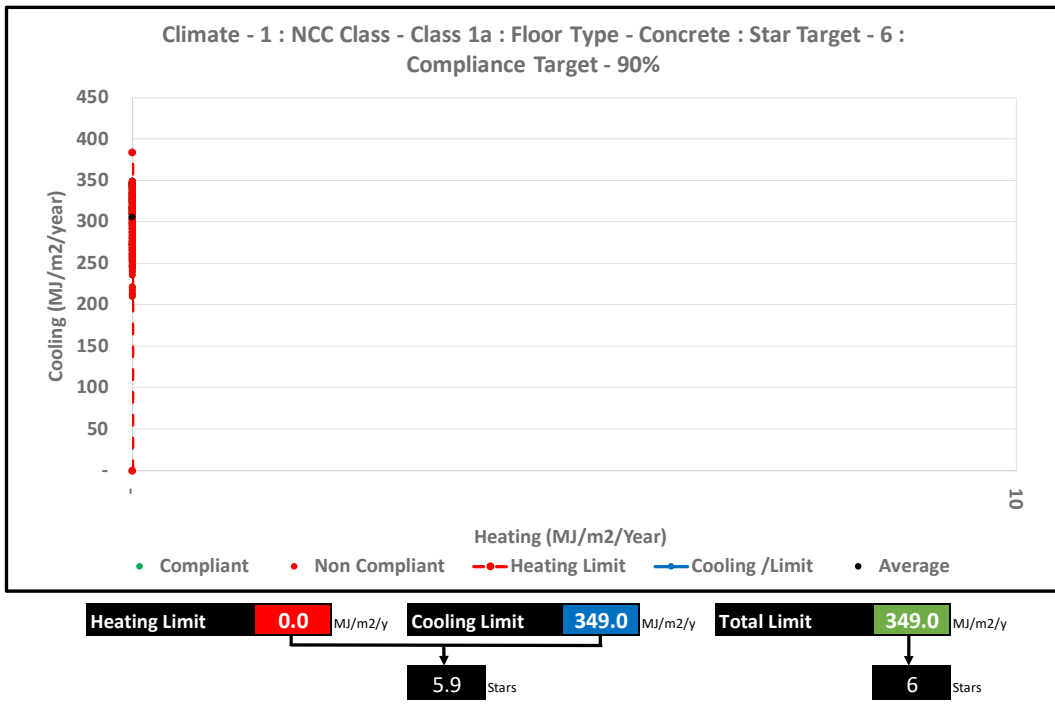 Climate - 1 : NCC Class - Class 1a : Floor Type - Concrete : Star Target - 6 :
Compliance Target - 90%
450
400
350
300
250
200
150
100
50
-
Cooling (MJ/m2/year)
-
10
Heating (MJ/m2/Year)
Compliant
Non Compliant
Heating Limit
Cooling /Limit
Average
Heating Limit 0.0 MJ/m2/y
Cooling Limit 349.0 MJ/m2/y
Total Limit 349.0 MJ/m2/y
5.9 Stars
6 Stars